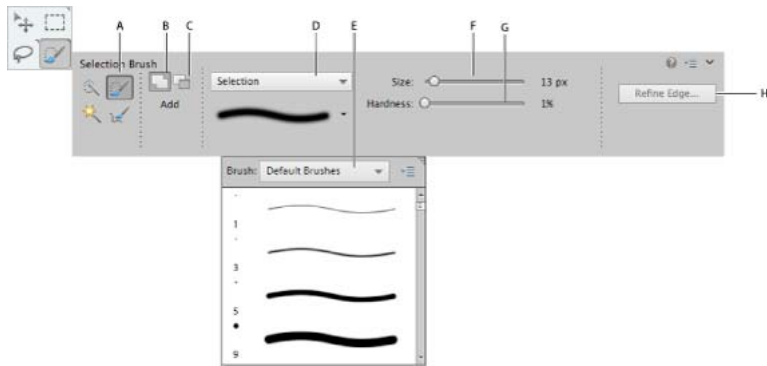 A B C D E F G
Selection Brush
Selection
Size: 13 px
Refine Edge...
H
Add
Hardness: 1%
Brush: Default Brushes
1
3
5
9